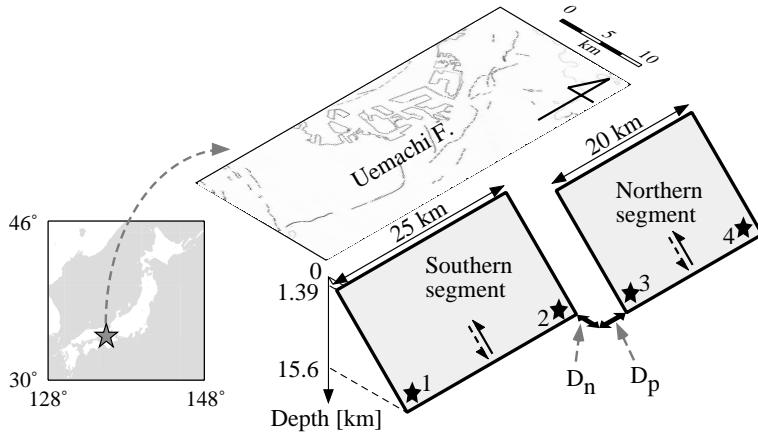 0
5
10
km
Uemachi F.
20 km
Northern
segment
4
3
25 km
Southern
segment
2
1
0
1.39
15.6
Depth [km]
D_n
D_p
46°
30°
128°
148°